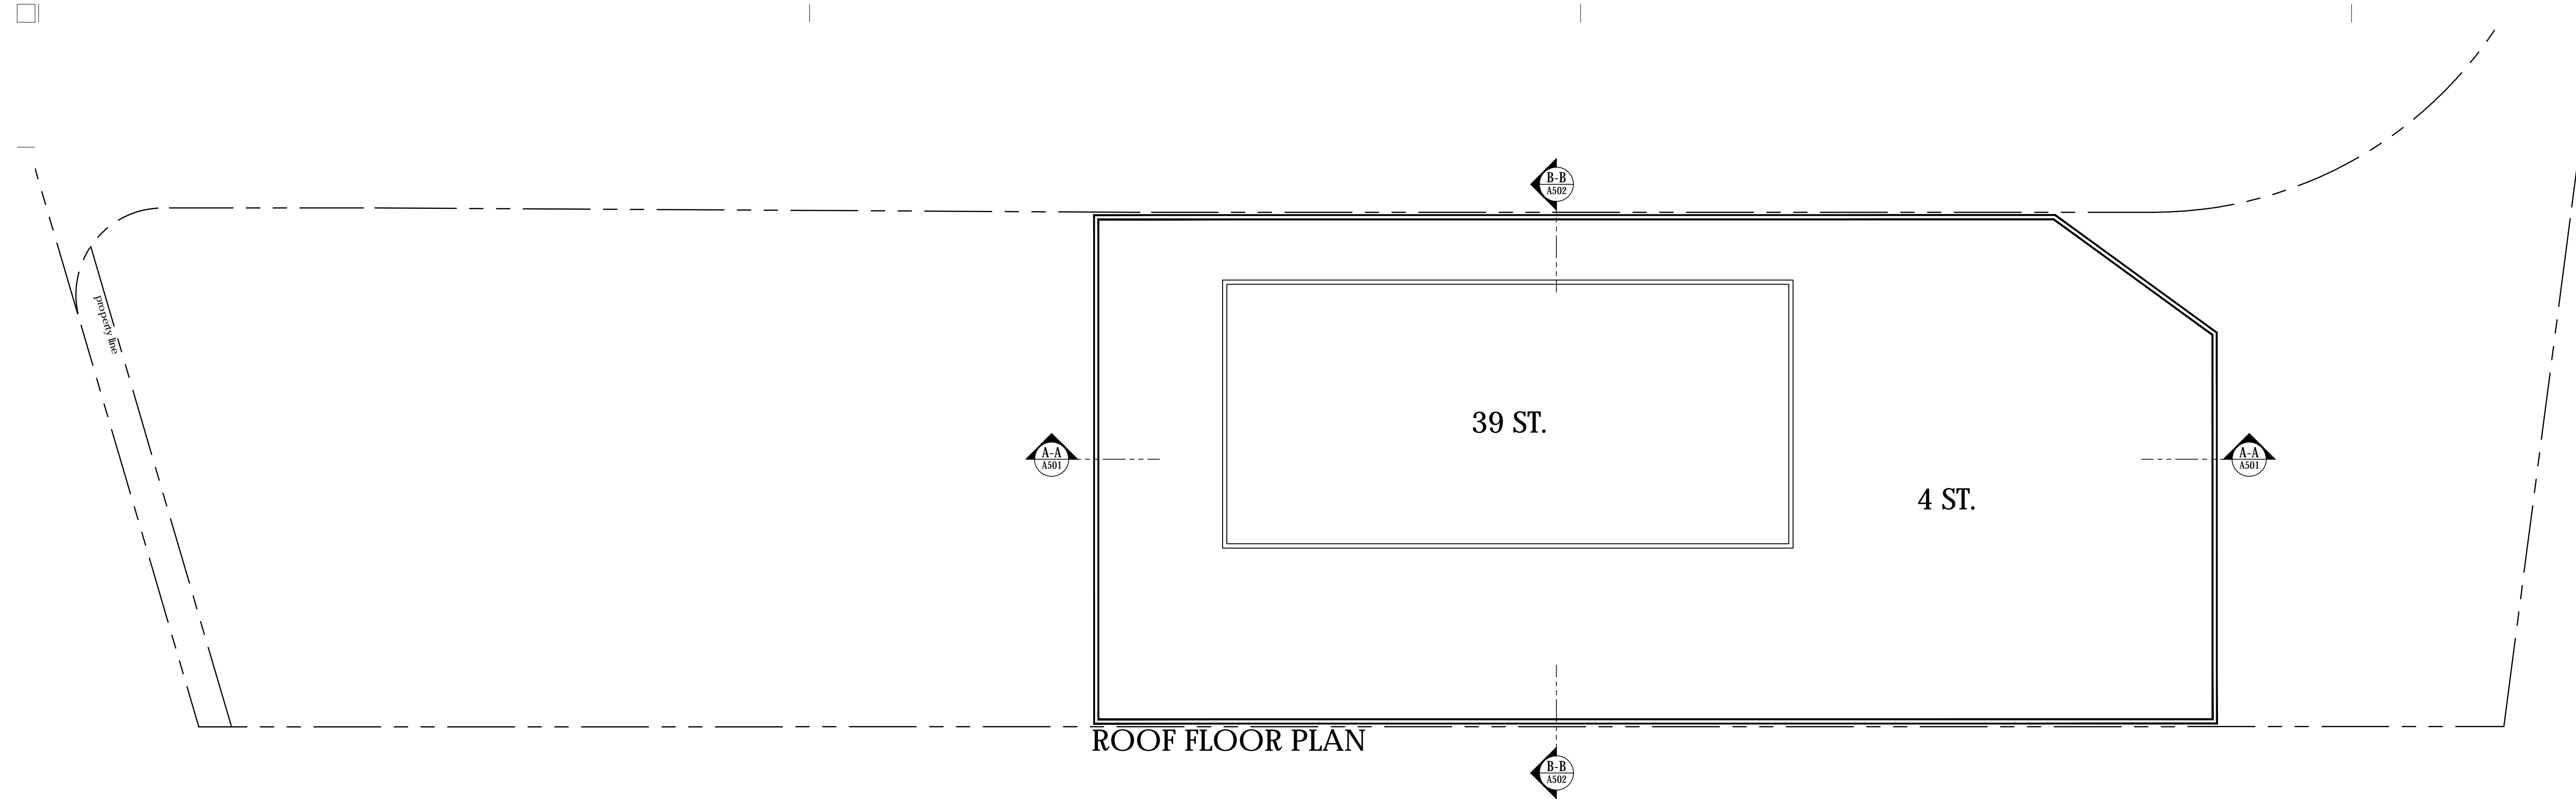 B-B
A502
property line
39 ST.
A-A
A501
A-A
A501
4 ST.
ROOF FLOOR PLAN
B-B
A502